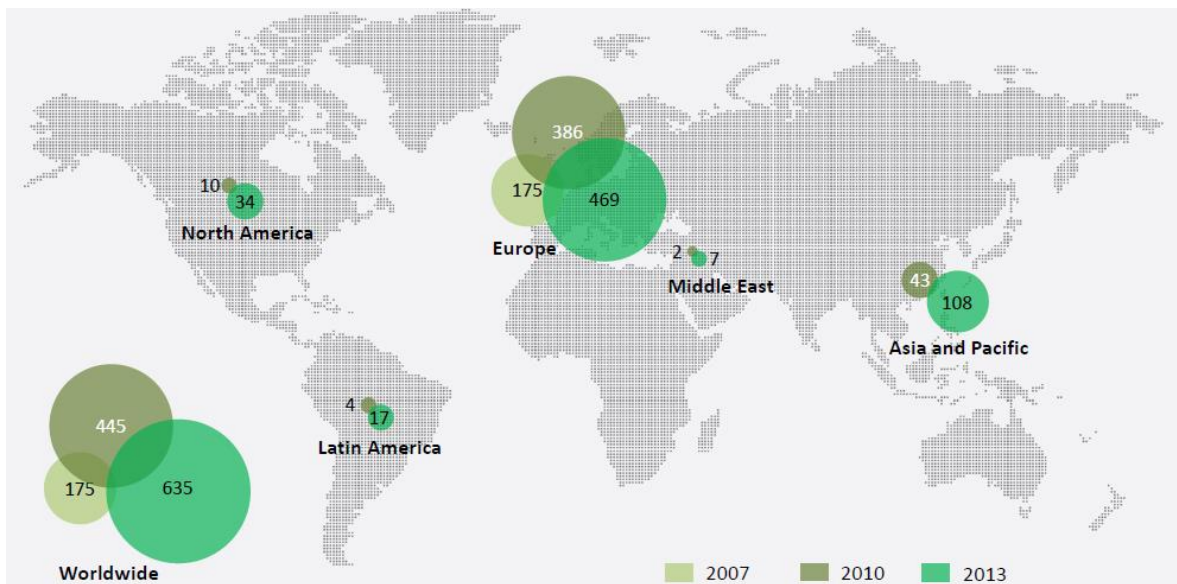 386
175
469
Europe
10
34
North America
2
7
Middle East
43
108
Asia and Pacific
4
17
Latin America
445
175
635
Worldwide
2007
2010
2013